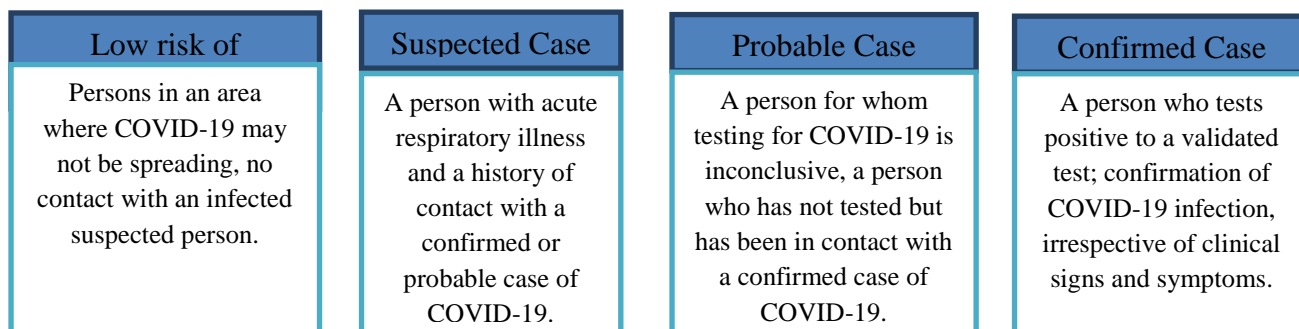 Low risk of
Persons in an area
where COVID-19 may
not be spreading, no
contact with an infected
suspected person.
Suspected Case
A person with acute
respiratory illness
and a history of
contact with a
confirmed or
probable case of
COVID-19.
Probable Case
A person for whom
testing for COVID-19 is
inconclusive, a person
who has not tested but
has been in contact with
a confirmed case of
COVID-19.
Confirmed Case
A person who tests
positive to a validated
test; confirmation of
COVID-19 infection,
irrespective of clinical
signs and symptoms.